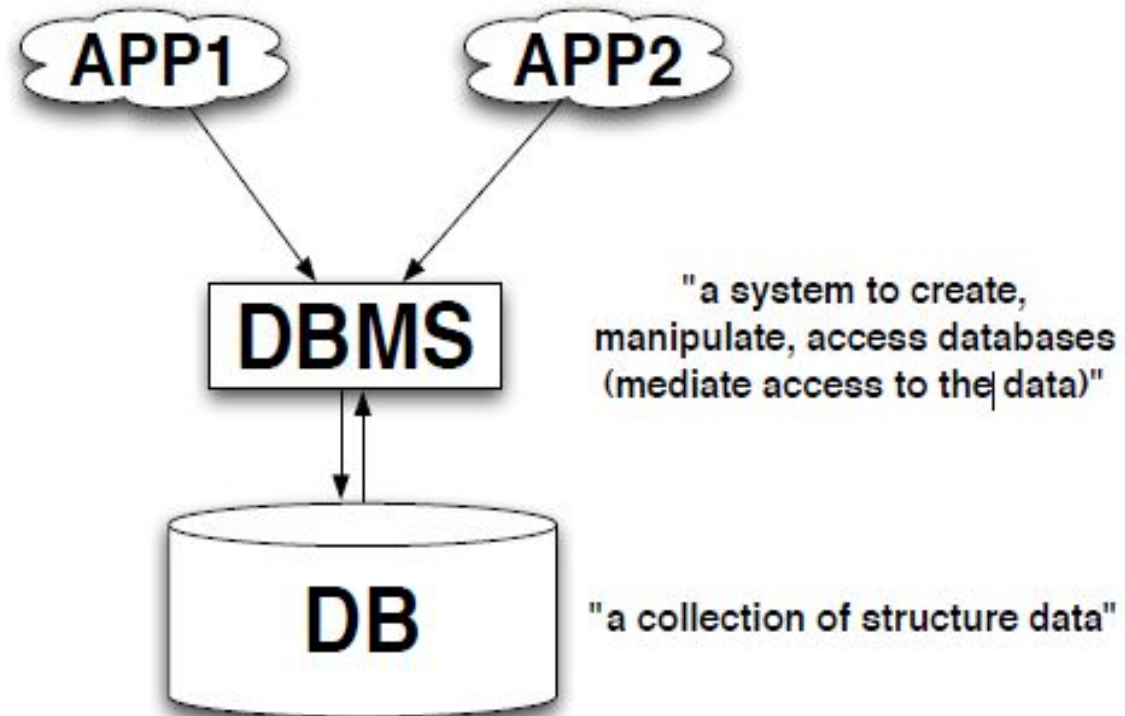 APP1
APP2
DBMS
"a system to create,
manipulate, access databases
(mediate access to the data)"
DB
"a collection of structure data"